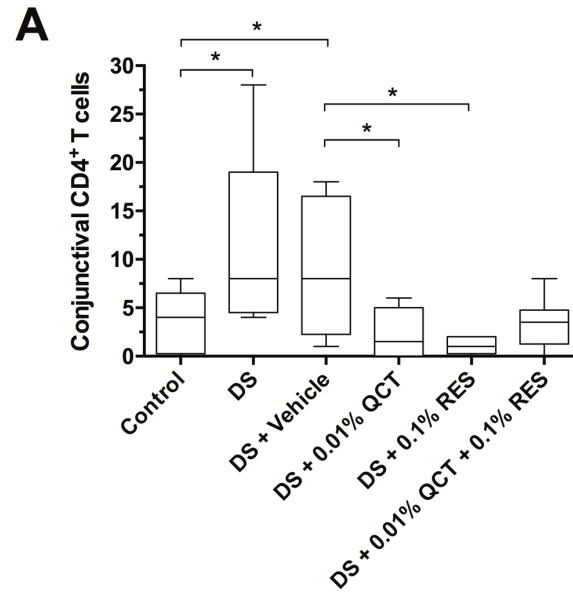 A
*
*
*
*
Conjunctival CD4⁺ T cells
30
25
20
15
10
5
0
Control
DS
DS + Vehicle
DS + 0.01% QCT
DS + 0.1% RES
DS + 0.01% QCT + 0.1% RES